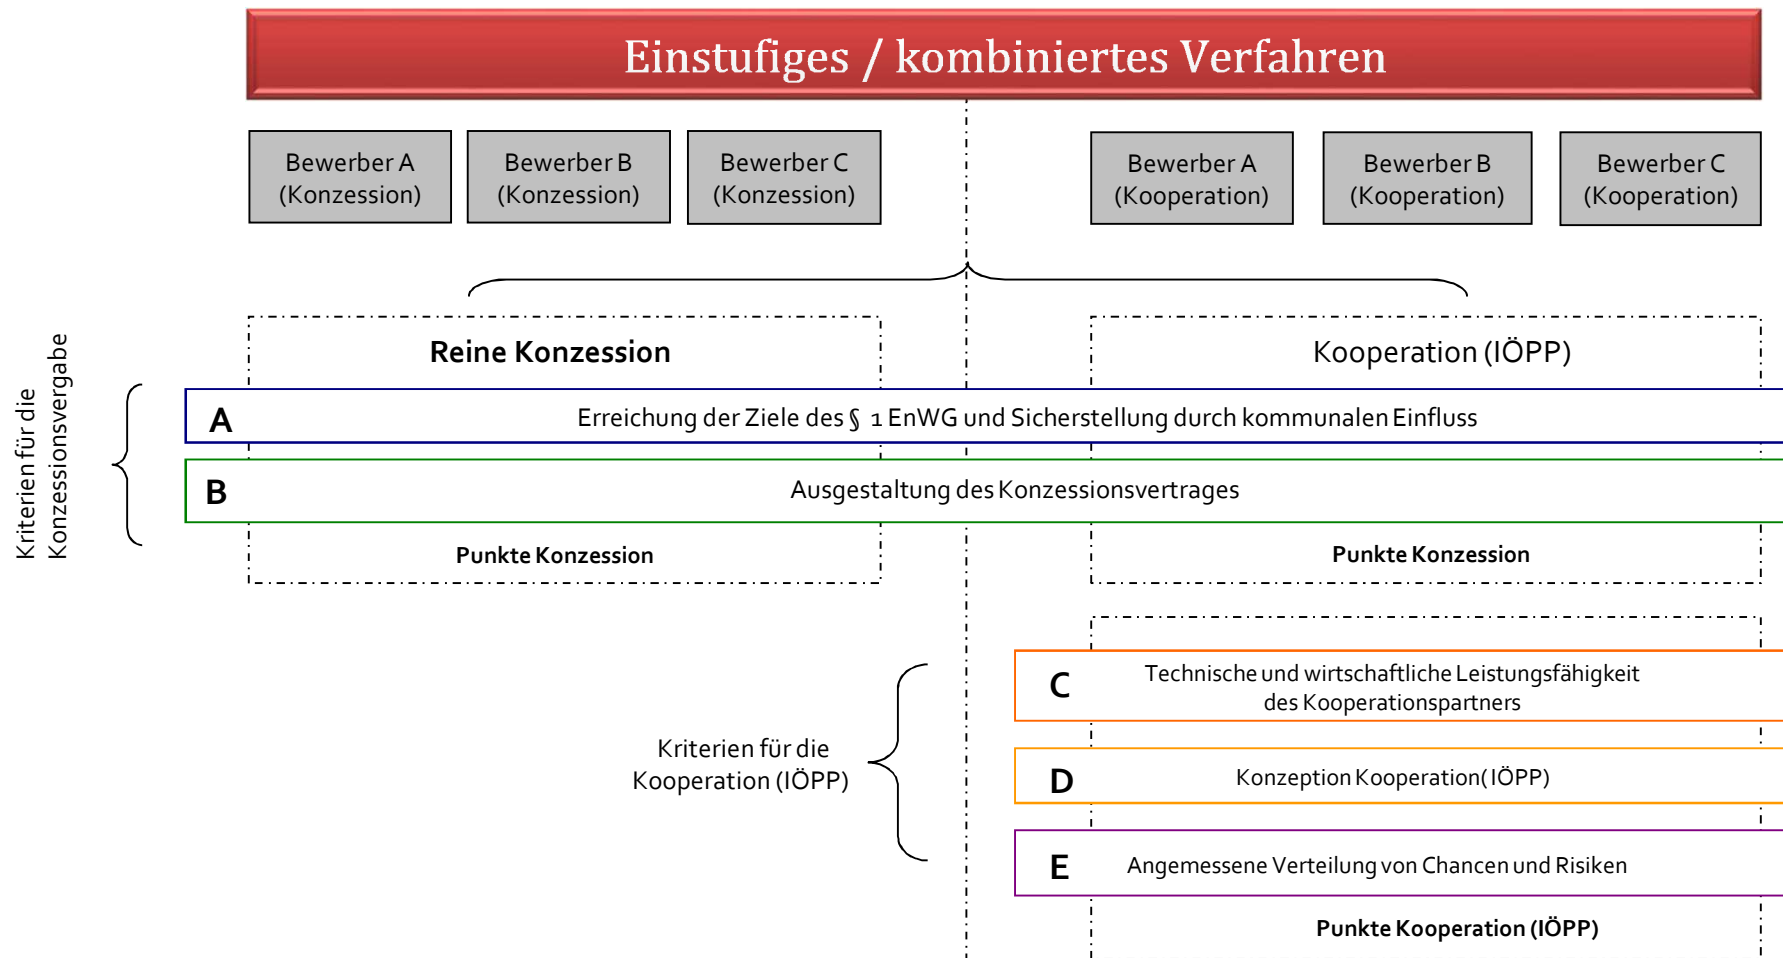 Einstufiges / kombiniertes Verfahren
Bewerber A
(Konzession)
Bewerber B
(Konzession)
Bewerber C
(Konzession)
Bewerber A
(Kooperation)
Bewerber B
(Kooperation)
Bewerber C
(Kooperation)
Reine Konzession
Kooperation (IÖPP)
Kriterien für die
Konzessionsvergabe
A Erreichung der Ziele des § 1 EnWG und Sicherstellung durch kommunalen Einfluss
B Ausgestaltung des Konzessionsvertrages
Punkte Konzession
Punkte Konzession
Kriterien für die
Kooperation (IÖPP)
C Technische und wirtschaftliche Leistungsfähigkeit
des Kooperationspartners
D Konzeption Kooperation( IÖPP)
E Angemessene Verteilung von Chancen und Risiken
Punkte Kooperation (IÖPP)